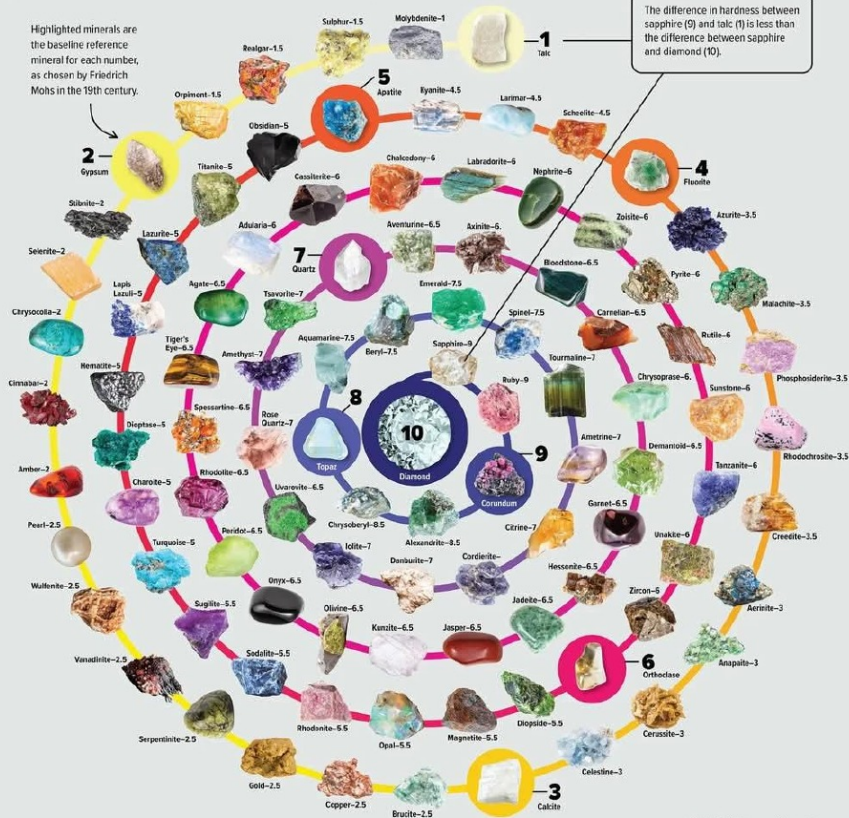 Highlighted minerals are
the baseline reference
mineral for each number,
as chosen by Friedrich
Mohs in the 19th century.
The difference in hardness between
sapphire (9) and talc (1) is less than
the difference between sapphire
and diamond (10).
Molybdenite-1
1
Talc
Sulphur-1.5
Realgar-1.5
Orpiment-1.5
2
Gypsum
Stibnite-2
Selenite-2
Chrysocolla-2
Cinnabar-2
Amber-2
Pearl-2.5
Wulfenite-2.5
Vanadinite-2.5
Serpentinite-2.5
Gold-2.5
Copper-2.5
Brucite-2.5
3
Calcite
Celestine-3
Cerussite-3
Anapaite-3
Aerinite-3
Creedite-3.5
Rhodochrosite-3.5
Phosphosiderite-3.5
Malachite-3.5
Azurite-3.5
4
Fluorite
Scheelite-4.5
Larimar-4.5
Kyanite-4.5
5
Apatite
Obsidian-5
Titanite-5
Lazurite-5
Lapis
Lazuli-5
Hematite-5
Dioptase-5
Charoite-5
Turquoise-5
Sugilite-5.5
Sodalite-5.5
Rhodonite-5.5
Opal-5.5
Magnetite-5.5
Diopside-5.5
6
Orthoclase
Zircon-6
Unakite-6
Tanzanite-6
Sunstone-6
Rutile-6
Pyrite-6
Zoisite-6
Nephrite-6
Labradorite-6
Chalcedony-6
Cassiterite-6
Adularia-6
Agate-6.5
Tiger's
Eye-6.5
Spessartine-6.5
Rhodolite-6.5
Peridot-6.5
Onyx-6.5
Olivine-6.5
Kunzite-6.5
Jasper-6.5
Jadeite-6.5
Hessenite-6.5
Garnet-6.5
Demantoid-6.5
Chrysoprase-6.
Carnelian-6.5
Bloodstone-6.5
Axinite-6.
Aventurine-6.5
7
Quartz
Tsavorite-7
Amethyst-7
Rose
Quartz-7
Uvarovite-6.5
Iolite-7
Danburite-7
Cordierite-
Citrine-7
Ametrine-7
Tourmaline-7
Spinel-7.5
Emerald-7.5
Beryl-7.5
Aquamarine-7.5
8
Topaz
Chrysoberyl-8.5
Alexandrite-8.5
9
Corundum
Ruby-9
Sapphire-9
10
Diamond